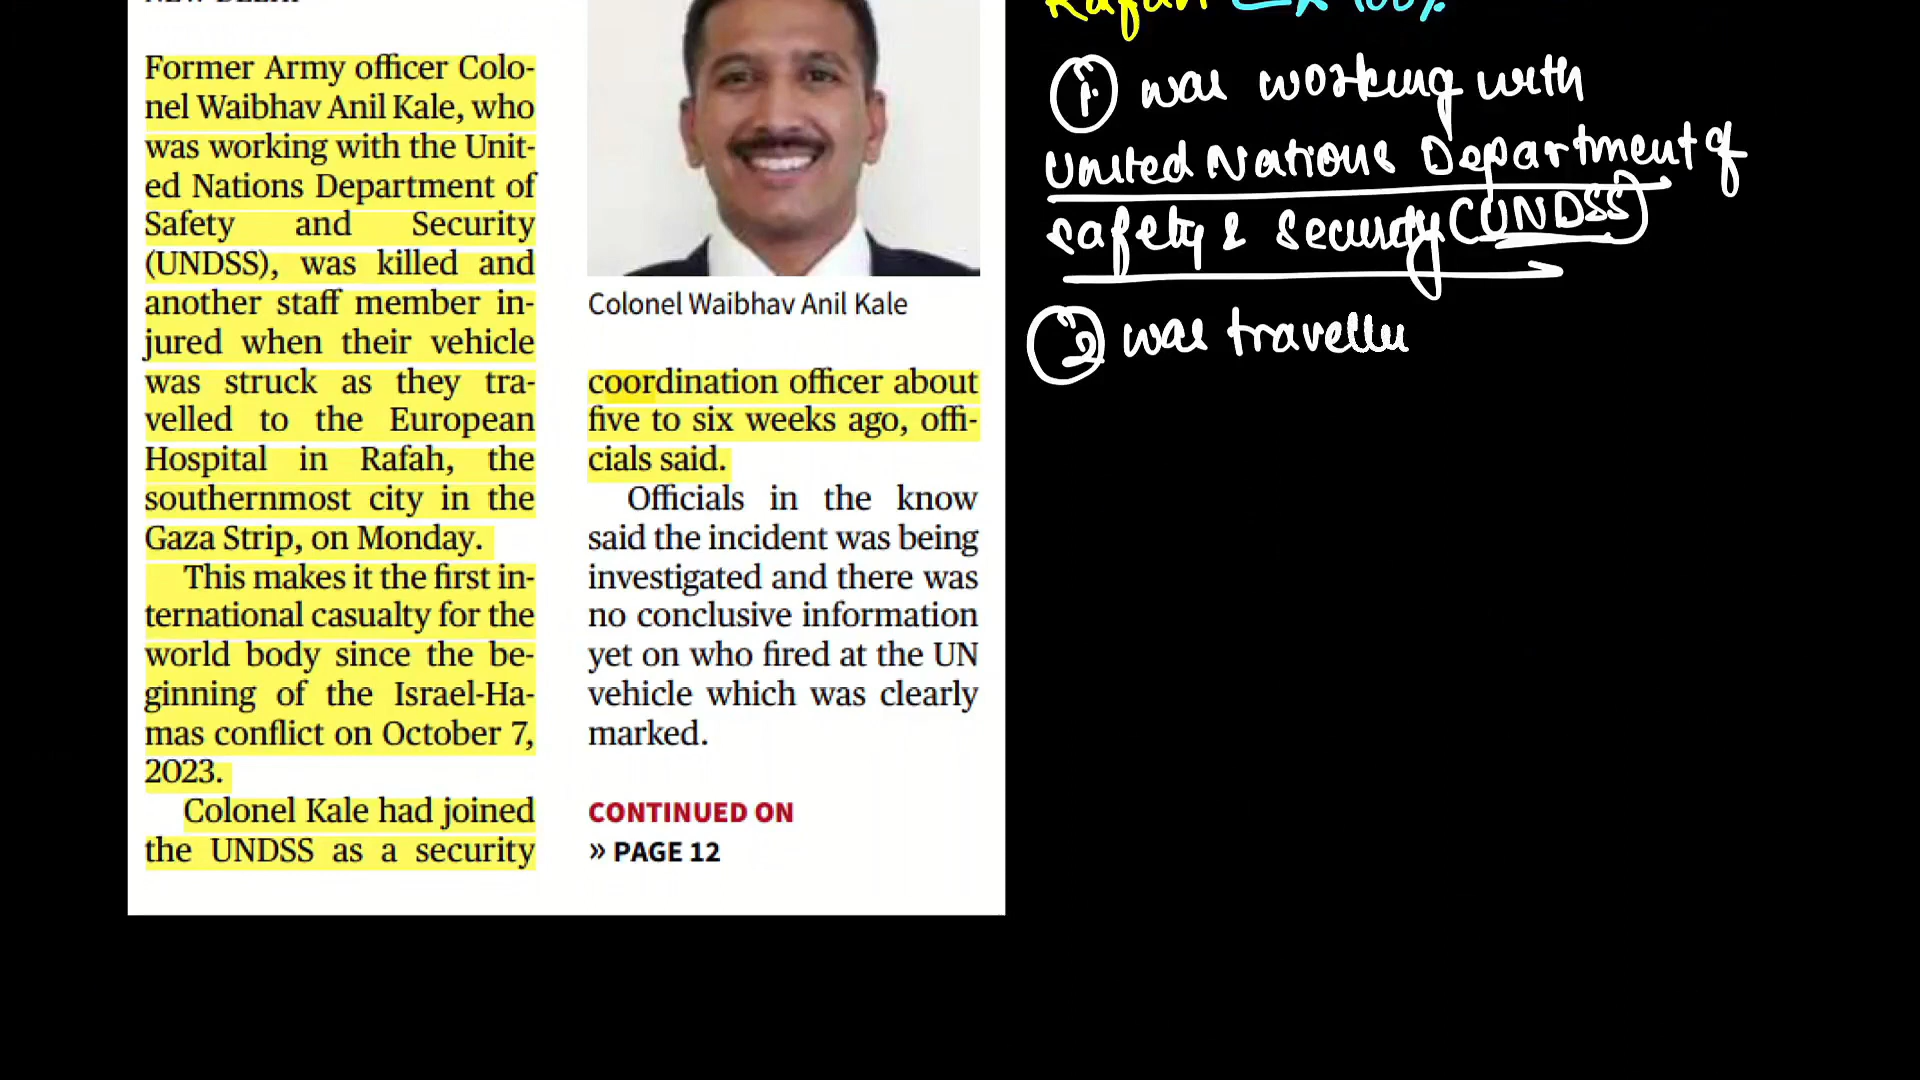 Former Army officer Colo-
nel Waibhav Anil Kale, who
was working with the Unit-
ed Nations Department of
Safety and Security
(UNDSS), was killed and
another staff member in-
jured when their vehicle
was struck as they tra-
velled to the European
Hospital in Rafah, the
southernmost city in the
Gaza Strip, on Monday.
This makes it the first in-
ternational casualty for the
world body since the be-
ginning of the Israel-Ha-
mas conflict on October 7,
2023.
Colonel Kale had joined
the UNDSS as a security
Colonel Waibhav Anil Kale
coordination officer about
five to six weeks ago, offi-
cials said.
Officials in the know
said the incident was being
investigated and there was
no conclusive information
yet on who fired at the UN
vehicle which was clearly
marked.
CONTINUED ON
» PAGE 12
1. was working with
United Nations Department of
safety & security (UNDSS)
2 was travellu